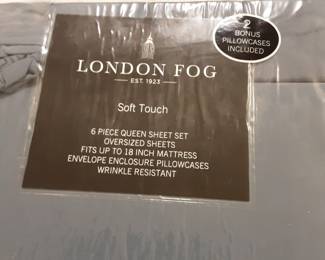 2
BONUS
PILLOWCASES
INCLUDED
LONDON FOG
EST. 1923
Soft Touch
6 PIECE QUEEN SHEET SET
OVERSIZED SHEETS
FITS UP TO 18 INCH MATTRESS
ENVELOPE ENCLOSURE PILLOWCASES
WRINKLE RESISTANT